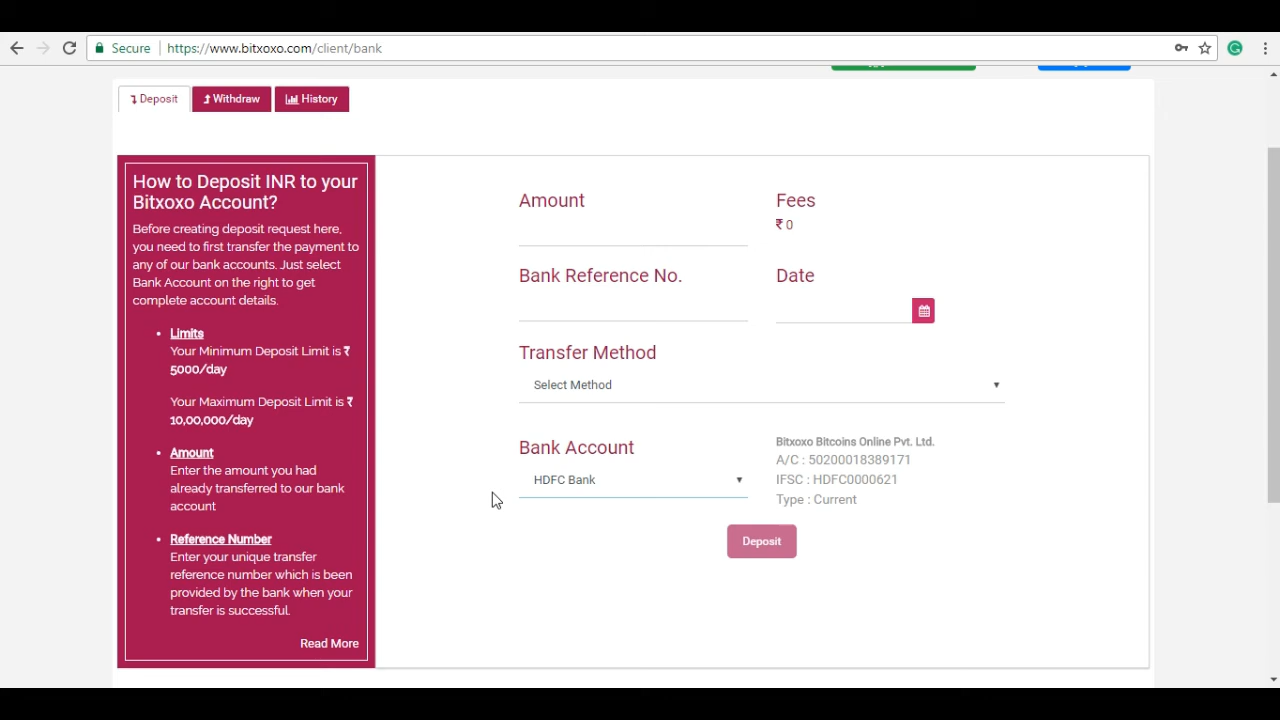 Secure
https://www.bitxoxo.com/client/bank
Deposit
Withdraw
History
How to Deposit INR to your
Bitxoxo Account?
Before creating deposit request here,
you need to first transfer the payment to
any of our bank accounts. Just select
Bank Account on the right to get
complete account details.
• Limits
Your Minimum Deposit Limit is ₹
5000/day
Your Maximum Deposit Limit is ₹
10,00,000/day
• Amount
Enter the amount you had
already transferred to our bank
account
• Reference Number
Enter your unique transfer
reference number which is been
provided by the bank when your
transfer is successful.
Read More
Amount
Fees
₹ 0
Bank Reference No.
Date
Transfer Method
Select Method
Bank Account
HDFC Bank
Bitxoxo Bitcoins Online Pvt. Ltd.
A/C : 50200018389171
IFSC : HDFC0000621
Type : Current
Deposit